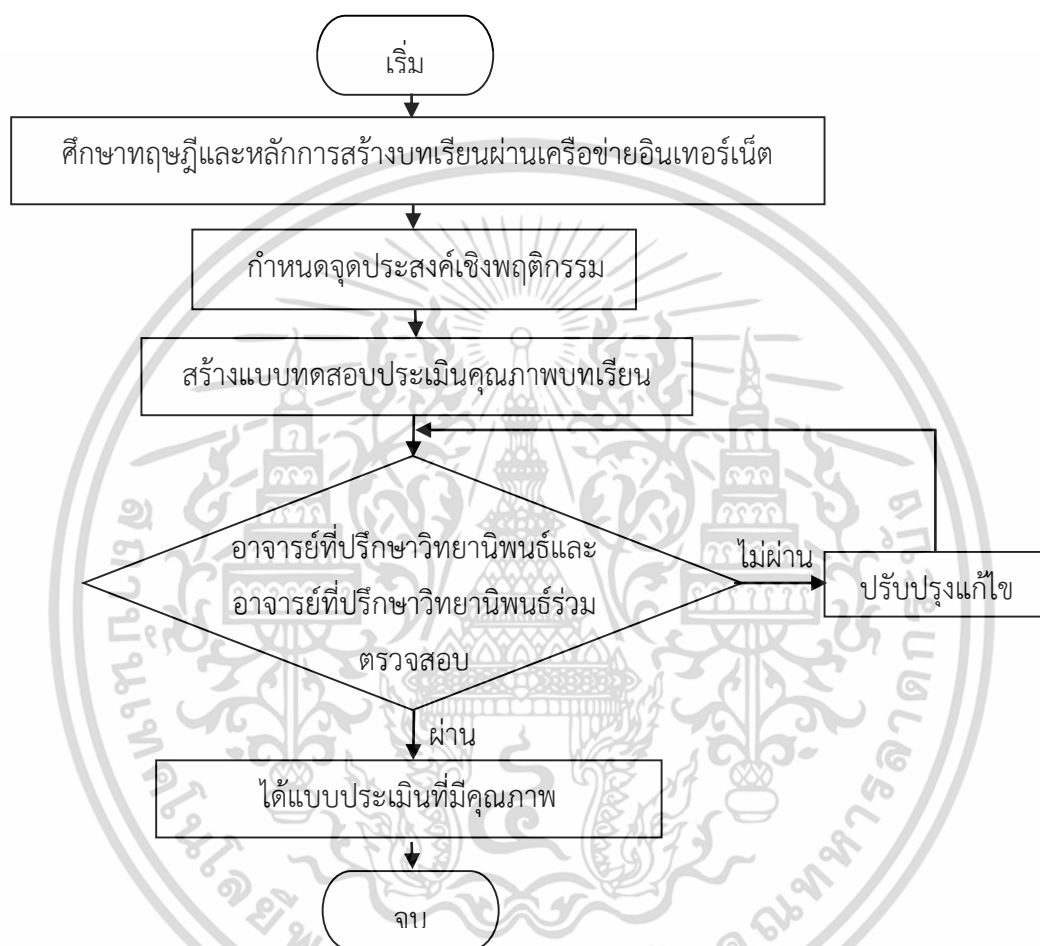 เริ่ม
ศึกษาทฤษฎีและหลักการสร้างบทเรียนผ่านเครือข่ายอินเทอร์เน็ต
กำหนดจุดประสงค์เชิงพฤติกรรม
สร้างแบบทดสอบประเมินคุณภาพบทเรียน
อาจารย์ที่ปรึกษาวิทยานิพนธ์และ
อาจารย์ที่ปรึกษาวิทยานิพนธ์ร่วม
ตรวจสอบ
ไม่ผ่าน
ปรับปรุงแก้ไข
ผ่าน
ได้แบบประเมินที่มีคุณภาพ
จบ